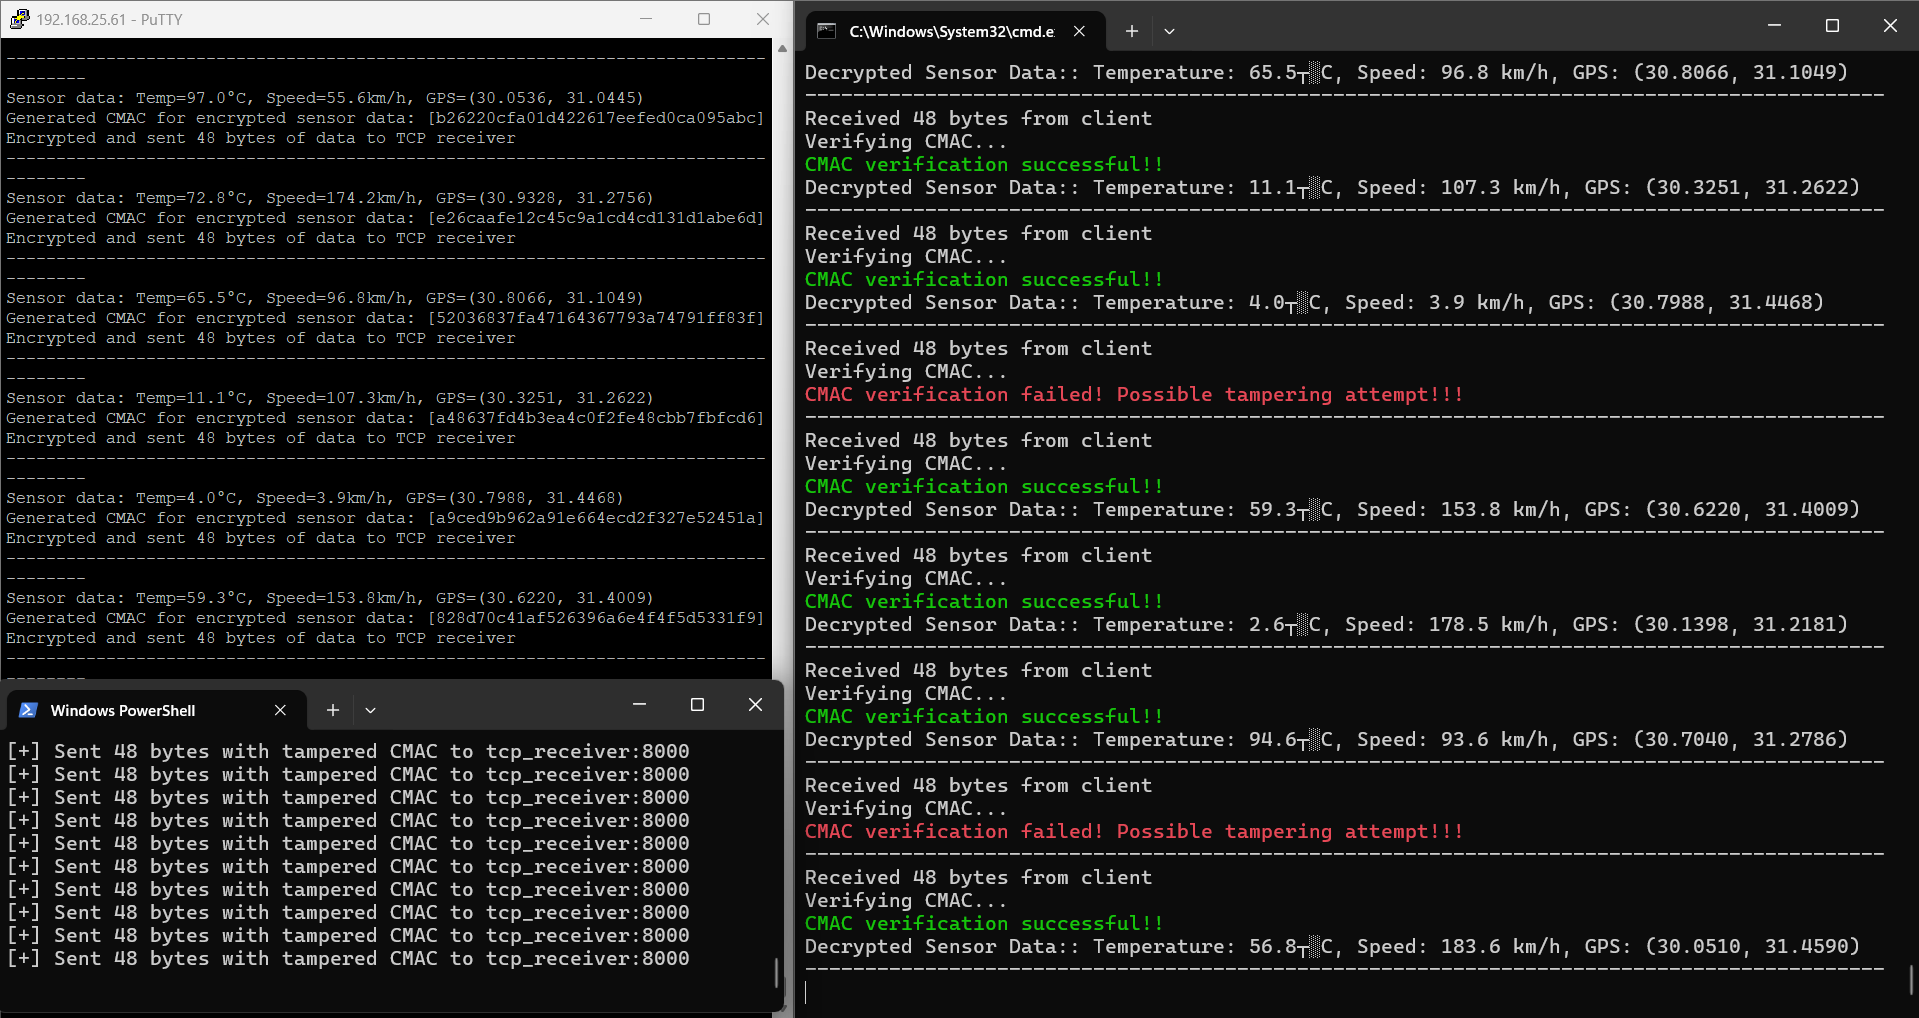 192.168.25.61 - PuTTY
----------------------------------------------------------------------------
--------
Sensor data: Temp=97.0°C, Speed=55.6km/h, GPS=(30.0536, 31.0445)
Generated CMAC for encrypted sensor data: [b26220cfa01d422617eefed0ca095abc]
Encrypted and sent 48 bytes of data to TCP receiver
----------------------------------------------------------------------------
--------
Sensor data: Temp=72.8°C, Speed=174.2km/h, GPS=(30.9328, 31.2756)
Generated CMAC for encrypted sensor data: [e26caafe12c45c9a1cd4cd131d1abe6d]
Encrypted and sent 48 bytes of data to TCP receiver
----------------------------------------------------------------------------
--------
Sensor data: Temp=65.5°C, Speed=96.8km/h, GPS=(30.8066, 31.1049)
Generated CMAC for encrypted sensor data: [52036837fa47164367793a74791ff83f]
Encrypted and sent 48 bytes of data to TCP receiver
----------------------------------------------------------------------------
--------
Sensor data: Temp=11.1°C, Speed=107.3km/h, GPS=(30.3251, 31.2622)
Generated CMAC for encrypted sensor data: [a48637fd4b3ea4c0f2fe48cbb7fbfcd6]
Encrypted and sent 48 bytes of data to TCP receiver
----------------------------------------------------------------------------
--------
Sensor data: Temp=4.0°C, Speed=3.9km/h, GPS=(30.7988, 31.4468)
Generated CMAC for encrypted sensor data: [a9ced9b962a91e664ecd2f327e52451a]
Encrypted and sent 48 bytes of data to TCP receiver
----------------------------------------------------------------------------
--------
Sensor data: Temp=59.3°C, Speed=153.8km/h, GPS=(30.6220, 31.4009)
Generated CMAC for encrypted sensor data: [828d70c41af526396a6e4f4f5d5331f9]
Encrypted and sent 48 bytes of data to TCP receiver
----------------------------------------------------------------------------
--------
Windows PowerShell
[+] Sent 48 bytes with tampered CMAC to tcp_receiver:8000
[+] Sent 48 bytes with tampered CMAC to tcp_receiver:8000
[+] Sent 48 bytes with tampered CMAC to tcp_receiver:8000
[+] Sent 48 bytes with tampered CMAC to tcp_receiver:8000
[+] Sent 48 bytes with tampered CMAC to tcp_receiver:8000
[+] Sent 48 bytes with tampered CMAC to tcp_receiver:8000
[+] Sent 48 bytes with tampered CMAC to tcp_receiver:8000
[+] Sent 48 bytes with tampered CMAC to tcp_receiver:8000
[+] Sent 48 bytes with tampered CMAC to tcp_receiver:8000
[+] Sent 48 bytes with tampered CMAC to tcp_receiver:8000
C:\Windows\System32\cmd.e
Decrypted Sensor Data:: Temperature: 65.5┬░C, Speed: 96.8 km/h, GPS: (30.8066, 31.1049)
------------------------------------------------------------------------------------------
Received 48 bytes from client
Verifying CMAC...
CMAC verification successful!!
Decrypted Sensor Data:: Temperature: 11.1┬░C, Speed: 107.3 km/h, GPS: (30.3251, 31.2622)
------------------------------------------------------------------------------------------
Received 48 bytes from client
Verifying CMAC...
CMAC verification successful!!
Decrypted Sensor Data:: Temperature: 4.0┬░C, Speed: 3.9 km/h, GPS: (30.7988, 31.4468)
------------------------------------------------------------------------------------------
Received 48 bytes from client
Verifying CMAC...
CMAC verification failed! Possible tampering attempt!!!
------------------------------------------------------------------------------------------
Received 48 bytes from client
Verifying CMAC...
CMAC verification successful!!
Decrypted Sensor Data:: Temperature: 59.3┬░C, Speed: 153.8 km/h, GPS: (30.6220, 31.4009)
------------------------------------------------------------------------------------------
Received 48 bytes from client
Verifying CMAC...
CMAC verification successful!!
Decrypted Sensor Data:: Temperature: 2.6┬░C, Speed: 178.5 km/h, GPS: (30.1398, 31.2181)
------------------------------------------------------------------------------------------
Received 48 bytes from client
Verifying CMAC...
CMAC verification successful!!
Decrypted Sensor Data:: Temperature: 94.6┬░C, Speed: 93.6 km/h, GPS: (30.7040, 31.2786)
------------------------------------------------------------------------------------------
Received 48 bytes from client
Verifying CMAC...
CMAC verification failed! Possible tampering attempt!!!
------------------------------------------------------------------------------------------
Received 48 bytes from client
Verifying CMAC...
CMAC verification successful!!
Decrypted Sensor Data:: Temperature: 56.8┬░C, Speed: 183.6 km/h, GPS: (30.0510, 31.4590)
------------------------------------------------------------------------------------------